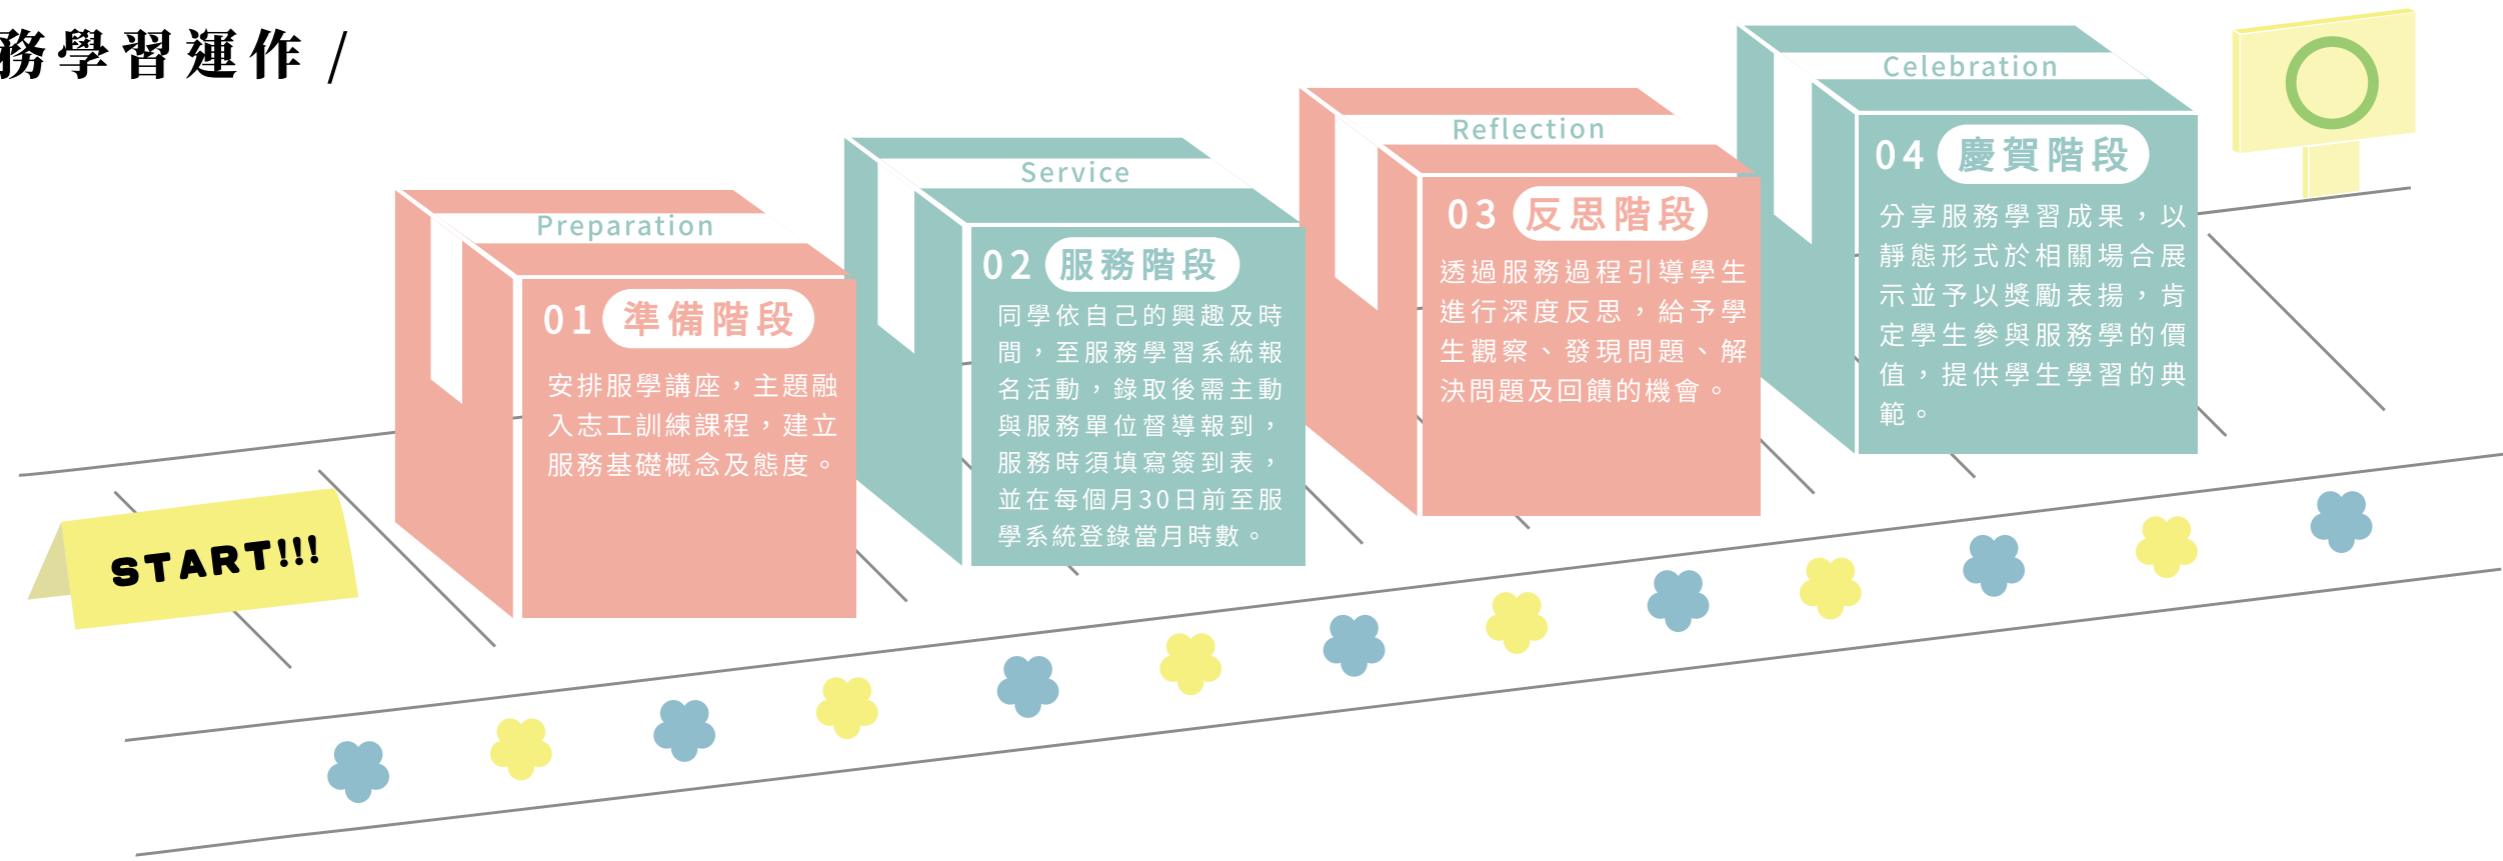 務學習運作 /
Preparation
01 準備階段
安排服學講座，主題融
入志工訓練課程，建立
服務基礎概念及態度。
Service
02 服務階段
同學依自己的興趣及時
間，至服務學習系統報
名活動，錄取後需主動
與服務單位督導報到，
服務時須填寫簽到表，
並在每個月30日前至服
學系統登錄當月時數。
Reflection
03 反思階段
透過服務過程引導學生
進行深度反思，給予學
生觀察、發現問題、解
決問題及回饋的機會。
Celebration
04 慶賀階段
分享服務學習成果，以
靜態形式於相關場合展
示並予以獎勵表揚，肯
定學生參與服務學的價
值，提供學生學習的典
範。
START!!!